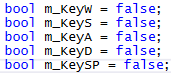 bool m_KeyW = false;
bool m_KeyS = false;
bool m_KeyA = false;
bool m_KeyD = false;
bool m_KeySP = false;